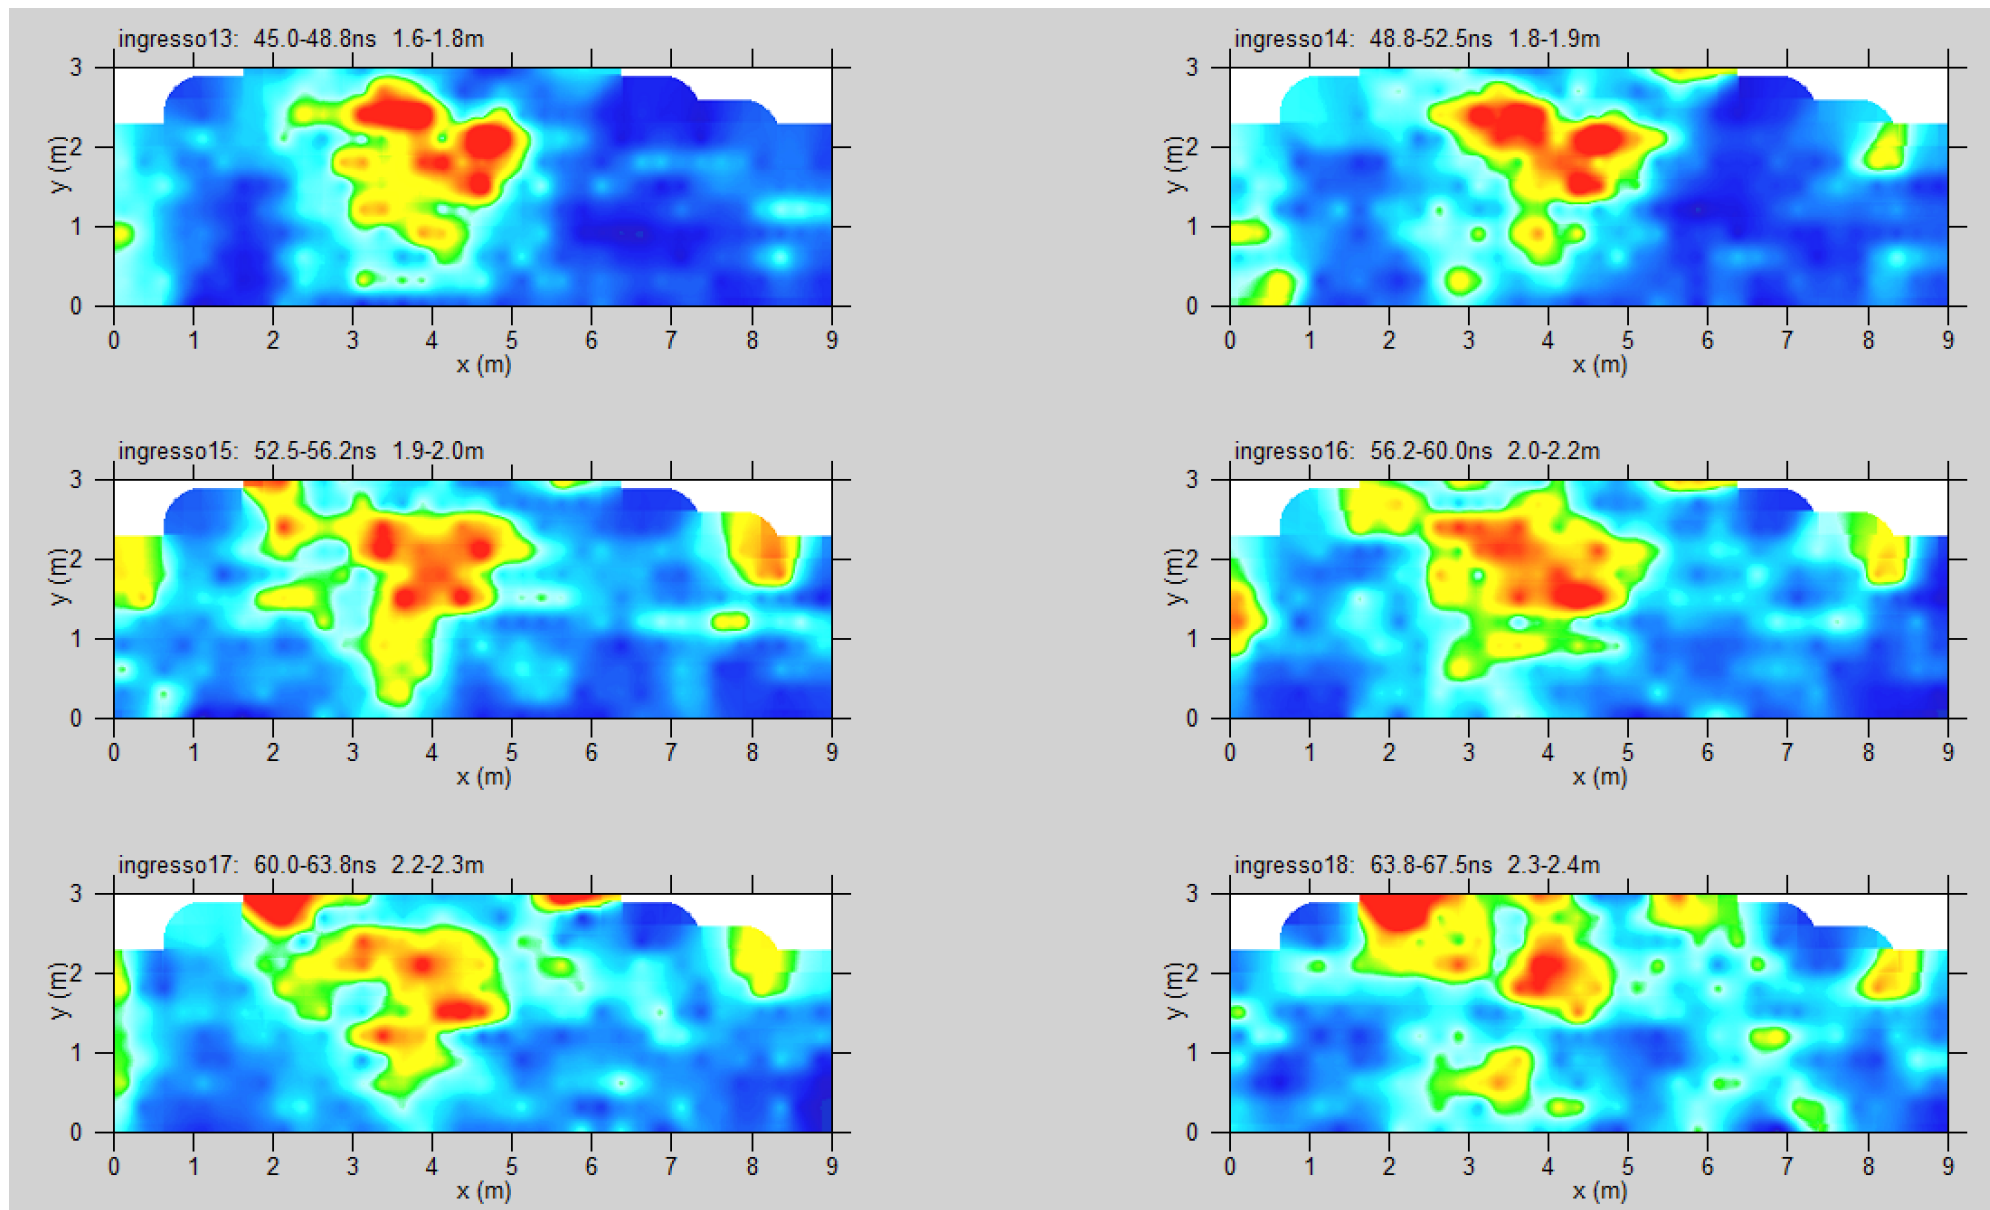 ingresso13: 45.0-48.8ns 1.6-1.8m
3
2
1
0
y (m)
0 1 2 3 4 5 6 7 8 9
x (m)
ingresso14: 48.8-52.5ns 1.8-1.9m
3
2
1
0
y (m)
0 1 2 3 4 5 6 7 8 9
x (m)
ingresso15: 52.5-56.2ns 1.9-2.0m
3
2
1
0
y (m)
0 1 2 3 4 5 6 7 8 9
x (m)
ingresso16: 56.2-60.0ns 2.0-2.2m
3
2
1
0
y (m)
0 1 2 3 4 5 6 7 8 9
x (m)
ingresso17: 60.0-63.8ns 2.2-2.3m
3
2
1
0
y (m)
0 1 2 3 4 5 6 7 8 9
x (m)
ingresso18: 63.8-67.5ns 2.3-2.4m
3
2
1
0
y (m)
0 1 2 3 4 5 6 7 8 9
x (m)